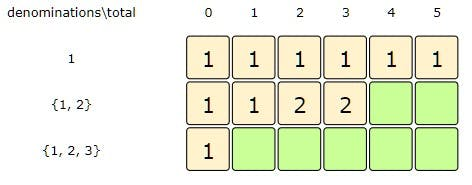 denominations\total 0 1 2 3 4 5
1 1 1 1 1 1 1
{1, 2} 1 1 2 2
{1, 2, 3} 1